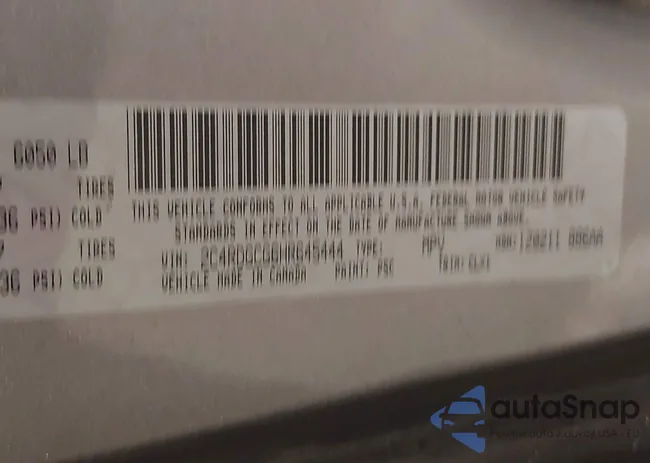 6050 LB
TIRES
THIS VEHICLE CONFORMS TO ALL APPLICABLE U.S.A. FEDERAL MOTOR VEHICLE SAFETY
36 PSI) COLD
STANDARDS IN EFFECT ON THE DATE OF MANUFACTURE SHOWN ABOVE.
TIRES
VIN: 2C4RDGCG6HR645444 TYPE: MPV
36 PSI) COLD
VEHICLE MADE IN CANADA PAINT: PSC TRIM:
autaSnap